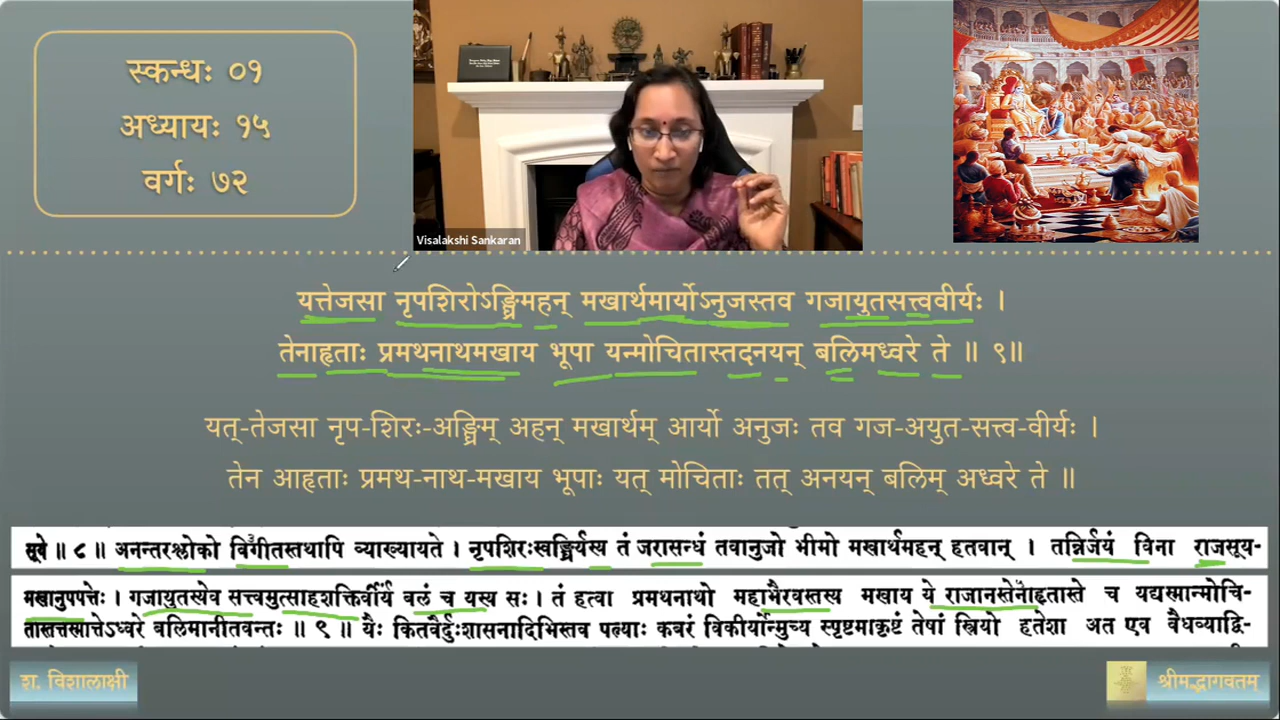 स्कन्धः ०१
अध्यायः १५
वर्गः ७२
Visalakshi Sankaran
यत्तेजसा नृपशिरोऽङ्घ्रिमहन् मखार्थमार्योऽनुजस्तव गजायुतसत्त्ववीर्यः ।
तेनाहृताः प्रमथनाथमखाय भूपा यन्मोचितास्तदनयन् बलिमध्वरे ते ॥ ९॥
यत्-तेजसा नृप-शिरः-अङ्घ्रिम् अहन् मखार्थम् आर्यो अनुजः तव गज-अयुत-सत्त्व-वीर्यः ।
तेन आहृताः प्रमथ-नाथ-मखाय भूपाः यत् मोचिताः तत् अनयन् बलिम् अध्वरे ते ॥
सूये ॥ ८ ॥ अनन्तरश्लोको विगीतस्तथापि व्याख्यायते । नृपशिरःस्वङ्घ्रिर्यस्य तं जरासन्धं तवानुजो भीमो मखार्थमहन् हतवान् । तन्निर्जयं विना राजसूय-
मखानुपपत्तेः । गजायुतस्येव सत्त्वमुत्साहशक्तिर्वीर्यं बलं च यस्य सः । तं हत्वा प्रमथनाथो महाभैरवस्तस्य मखाय ये राजानस्तेनाहृतास्ते च यद्यस्मान्मोचि-
तास्तत्तस्मात्तेऽध्वरे बलिमानीतवन्तः ॥ ९ ॥ यैः कितवैर्दुःशासनादिभिस्तव पत्न्याः कबरं विकीर्योन्मुच्य स्पृष्टमाकृष्टं तेषां स्त्रियो हतेशा अत एव वैधव्याद्वि-
श. विशालाक्षी
श्रीमद्भागवतम्